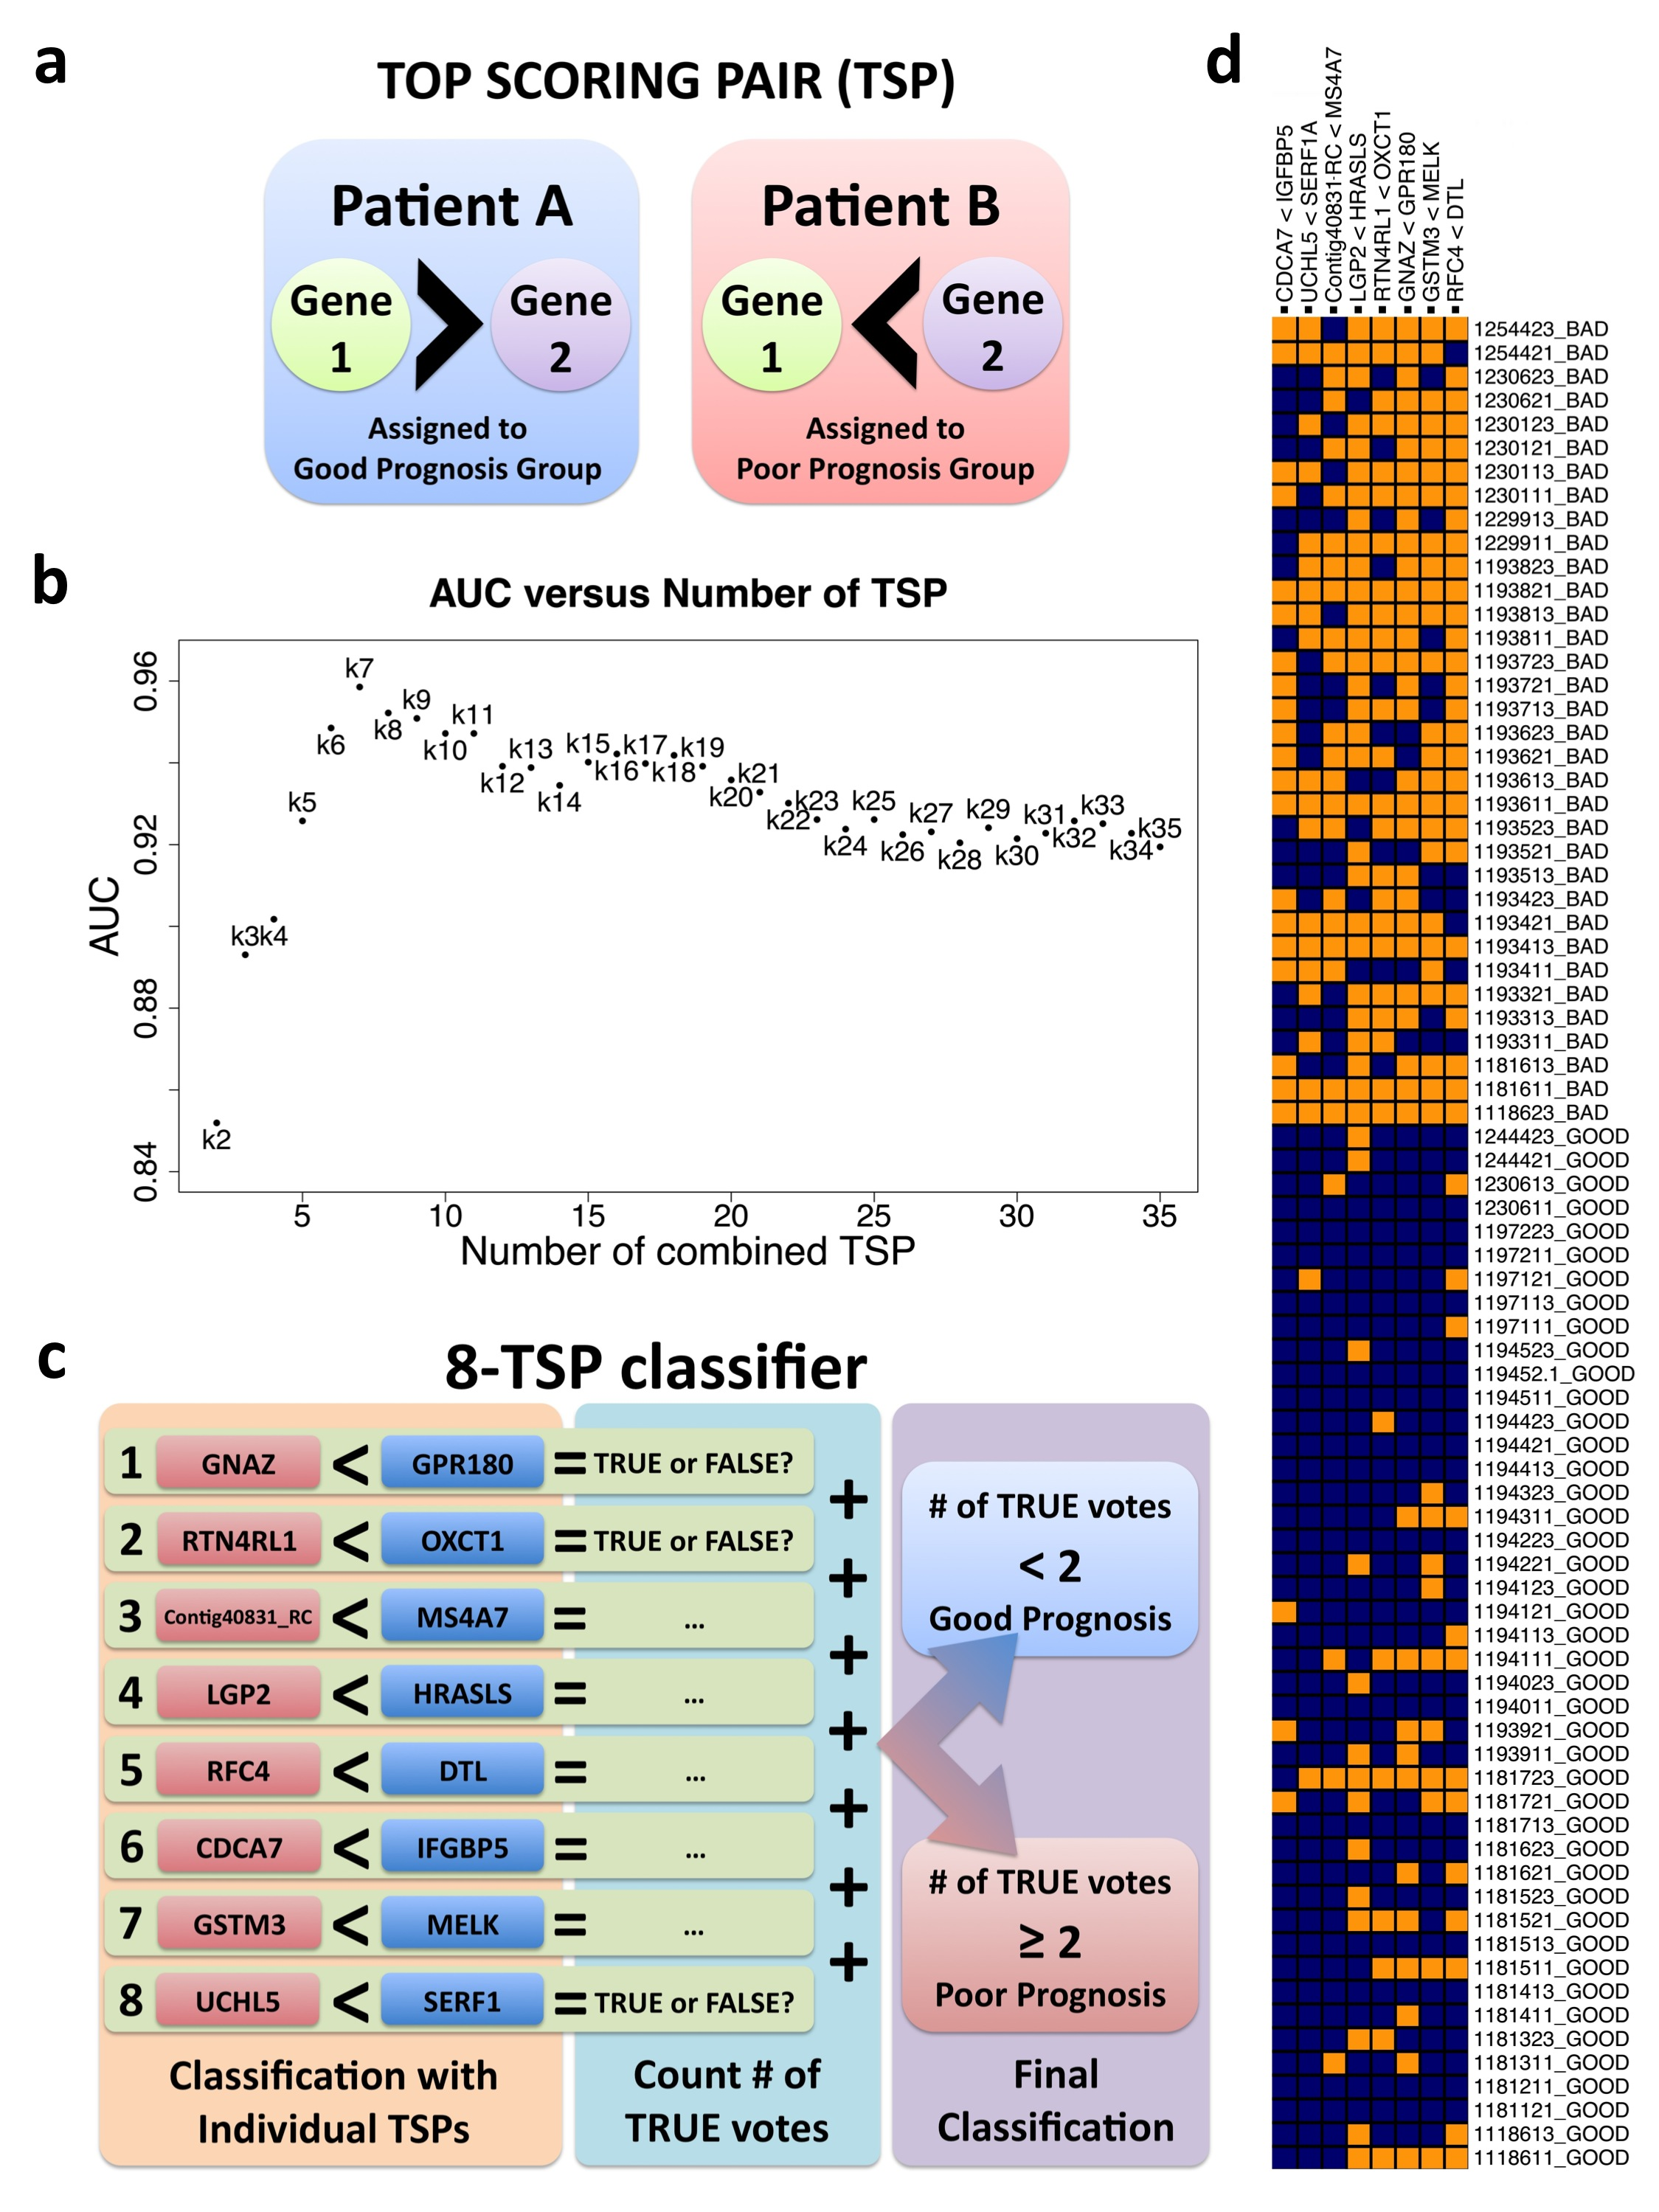 a
TOP SCORING PAIR (TSP)
Patient A
Gene
1
>
Gene
2
Assigned to
Good Prognosis Group
Patient B
Gene
1
<
Gene
2
Assigned to
Poor Prognosis Group
b
AUC versus Number of TSP
AUC
0.96
0.92
0.88
0.84
k2
k3
k4
k5
k6
k7
k8
k9
k10
k11
k12
k13
k14
k15
k16
k17
k18
k19
k20
k21
k22
k23
k24
k25
k26
k27
k28
k29
k30
k31
k32
k33
k34
k35
5 10 15 20 25 30 35
Number of combined TSP
c
8-TSP classifier
1 GNAZ < GPR180 = TRUE or FALSE?
+
2 RTN4RL1 < OXCT1 = TRUE or FALSE?
+
3 Contig40831_RC < MS4A7 = ...
+
4 LGP2 < HRASLS = ...
+
5 RFC4 < DTL = ...
+
6 CDCA7 < IFGBP5 = ...
+
7 GSTM3 < MELK = ...
+
8 UCHL5 < SERF1 = TRUE or FALSE?
Classification with
Individual TSPs
Count # of
TRUE votes
# of TRUE votes
< 2
Good Prognosis
# of TRUE votes
≥ 2
Poor Prognosis
Final
Classification
d
CDCA7 < IGFBP5
UCHL5 < SERF1A
Contig40831-RC < MS4A7
LGP2 < HRASLS
RTN4RL1 < OXCT1
GNAZ < GPR180
GSTM3 < MELK
RFC4 < DTL
1254423_BAD
1254421_BAD
1230623_BAD
1230621_BAD
1230123_BAD
1230121_BAD
1230113_BAD
1230111_BAD
1229913_BAD
1229911_BAD
1193823_BAD
1193821_BAD
1193813_BAD
1193811_BAD
1193723_BAD
1193721_BAD
1193713_BAD
1193623_BAD
1193621_BAD
1193613_BAD
1193611_BAD
1193523_BAD
1193521_BAD
1193513_BAD
1193423_BAD
1193421_BAD
1193413_BAD
1193411_BAD
1193321_BAD
1193313_BAD
1193311_BAD
1181613_BAD
1181611_BAD
1118623_BAD
1244423_GOOD
1244421_GOOD
1230613_GOOD
1230611_GOOD
1197223_GOOD
1197211_GOOD
1197121_GOOD
1197113_GOOD
1197111_GOOD
1194523_GOOD
119452.1_GOOD
1194511_GOOD
1194423_GOOD
1194421_GOOD
1194413_GOOD
1194323_GOOD
1194311_GOOD
1194223_GOOD
1194221_GOOD
1194123_GOOD
1194121_GOOD
1194113_GOOD
1194111_GOOD
1194023_GOOD
1194011_GOOD
1193921_GOOD
1193911_GOOD
1181723_GOOD
1181721_GOOD
1181713_GOOD
1181623_GOOD
1181621_GOOD
1181523_GOOD
1181521_GOOD
1181513_GOOD
1181511_GOOD
1181413_GOOD
1181411_GOOD
1181323_GOOD
1181311_GOOD
1181211_GOOD
1181121_GOOD
1118613_GOOD
1118611_GOOD